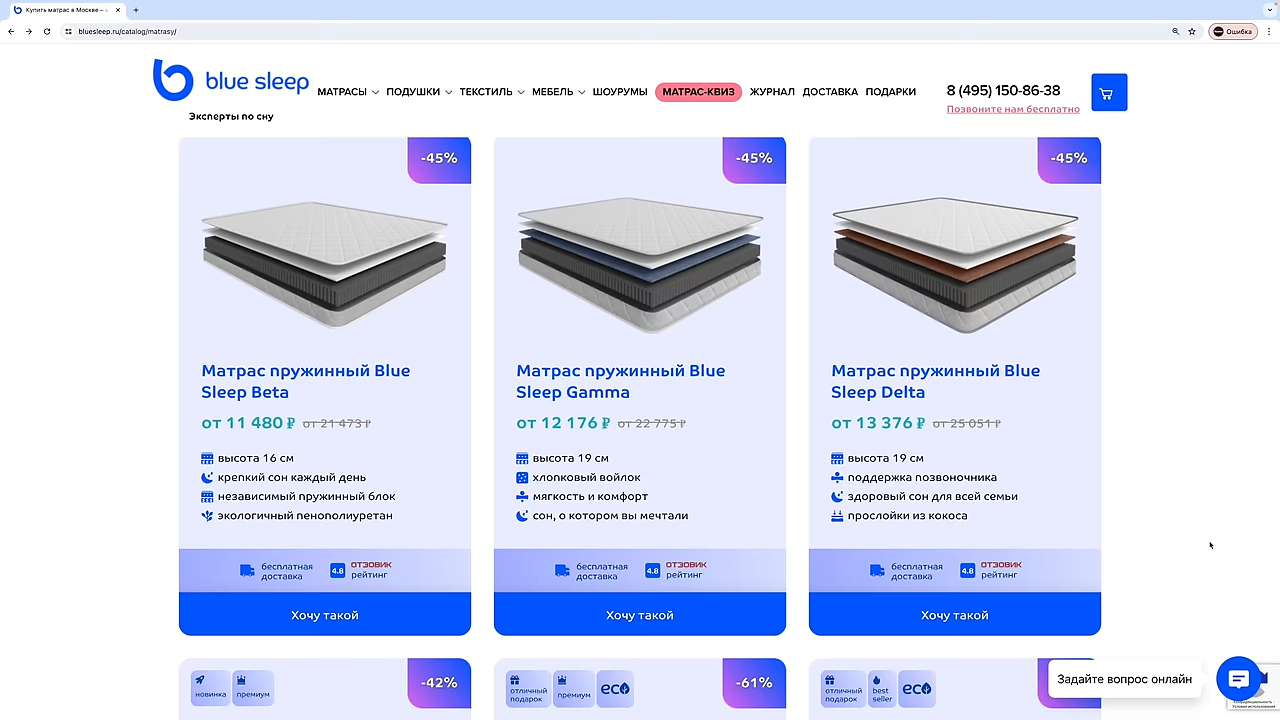 Купить матрас в Москве –
bluesleep.ru/catalog/matrasy/
Ошибка
blue sleep
Эксперты по сну
МАТРАСЫ ПОДУШКИ ТЕКСТИЛЬ МЕБЕЛЬ ШОУРУМЫ МАТРАС-КВИЗ ЖУРНАЛ ДОСТАВКА ПОДАРКИ
8 (495) 150-86-38
Позвоните нам бесплатно
-45%
Матрас пружинный Blue
Sleep Beta
от 11 480 ₽ от 21 473 ₽
высота 16 см
крепкий сон каждый день
независимый пружинный блок
экологичный пенополиуретан
бесплатная
доставка
4.8
ОТЗОВИК
рейтинг
Хочу такой
-45%
Матрас пружинный Blue
Sleep Gamma
от 12 176 ₽ от 22 775 ₽
высота 19 см
хлопковый войлок
мягкость и комфорт
сон, о котором вы мечтали
бесплатная
доставка
4.8
ОТЗОВИК
рейтинг
Хочу такой
-45%
Матрас пружинный Blue
Sleep Delta
от 13 376 ₽ от 25 051 ₽
высота 19 см
поддержка позвоночника
здоровый сон для всей семьи
прослойки из кокоса
бесплатная
доставка
4.8
ОТЗОВИК
рейтинг
Хочу такой
новинка
премиум
-42%
отличный
подарок
премиум
eco
-61%
отличный
подарок
best
seller
eco
Задайте вопрос онлайн